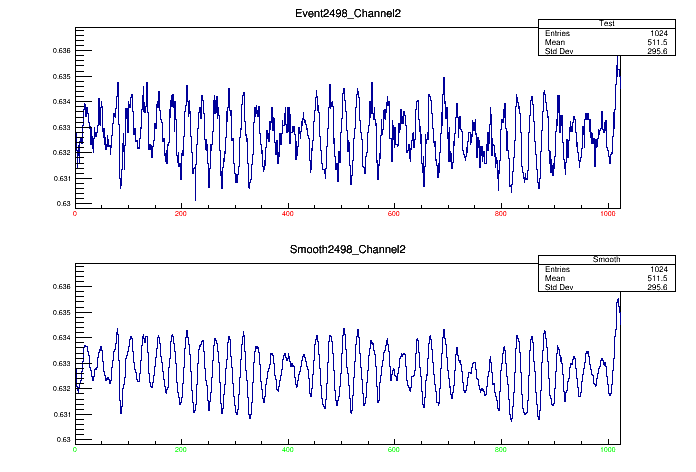 Event2498_Channel2
Test
Entries 1024
Mean 511.5
Std Dev 295.6
0.636
0.635
0.634
0.633
0.632
0.631
0.63
0 200 400 600 800 1000
Smooth2498_Channel2
Smooth
Entries 1024
Mean 511.5
Std Dev 295.6
0.636
0.635
0.634
0.633
0.632
0.631
0.63
0 200 400 600 800 1000